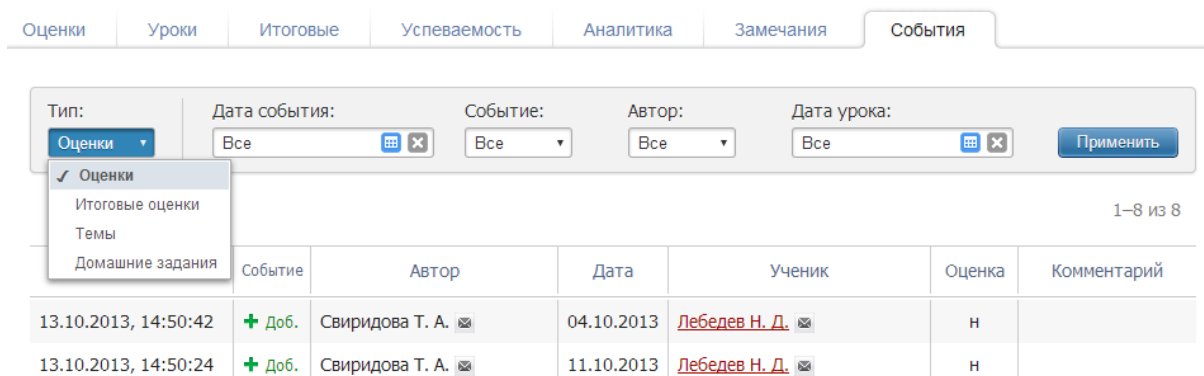 Оценки Уроки Итоговые Успеваемость Аналитика Замечания События
Тип: Дата события: Событие: Автор: Дата урока:
Оценки Все Все Все Все Применить
✓ Оценки
Итоговые оценки
Темы
Домашние задания
1–8 из 8
Событие Автор Дата Ученик Оценка Комментарий
13.10.2013, 14:50:42 + Доб. Свиридова Т. А. 04.10.2013 Лебедев Н. Д. н
13.10.2013, 14:50:24 + Доб. Свиридова Т. А. 11.10.2013 Лебедев Н. Д. н